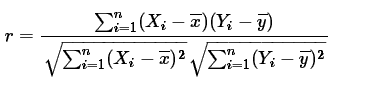 r = \frac{\sum_{i=1}^{n}(X_i - \overline{x})(Y_i - \overline{y})}{\sqrt{\sum_{i=1}^{n}(X_i - \overline{x})^2}\sqrt{\sum_{i=1}^{n}(Y_i - \overline{y})^2}}